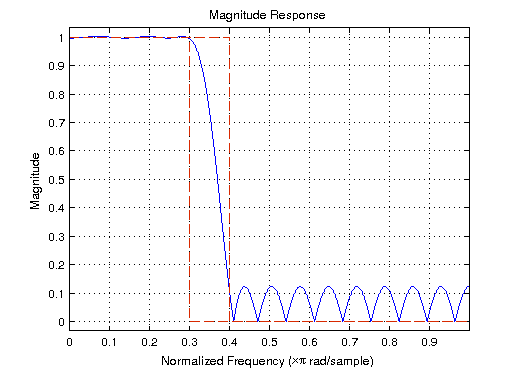 Magnitude Response
1
0.9
0.8
0.7
0.6
0.5
0.4
0.3
0.2
0.1
0
Magnitude
0 0.1 0.2 0.3 0.4 0.5 0.6 0.7 0.8 0.9
Normalized Frequency (×π rad/sample)